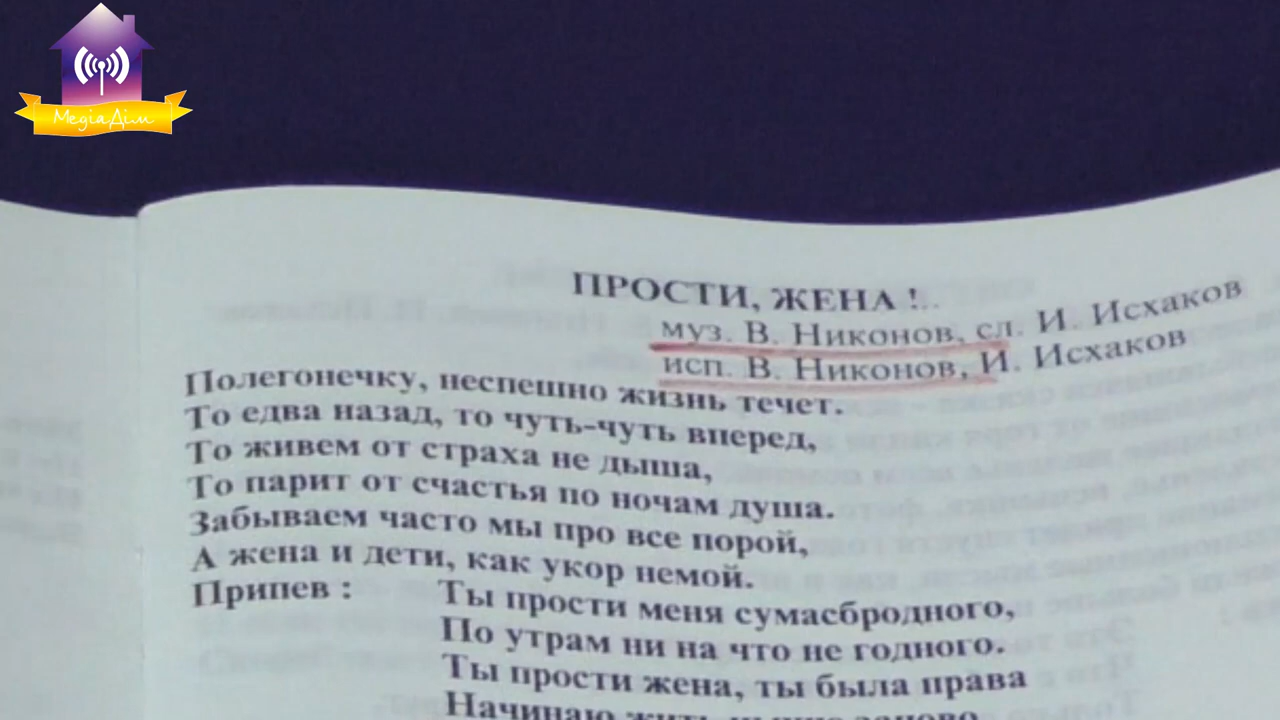 МедіаДім
ПРОСТИ, ЖЕНА !..
муз. В. Никонов, сл. И. Исхаков
исп. В. Никонов, И. Исхаков
Полегонечку, неспешно жизнь течет.
То едва назад, то чуть-чуть вперед,
То живем от страха не дыша,
То парит от счастья по ночам душа.
Забываем часто мы про все порой,
А жена и дети, как укор немой.
Припев : Ты прости меня сумасбродного,
По утрам ни на что не годного.
Ты прости жена, ты была права
Начинаю жить